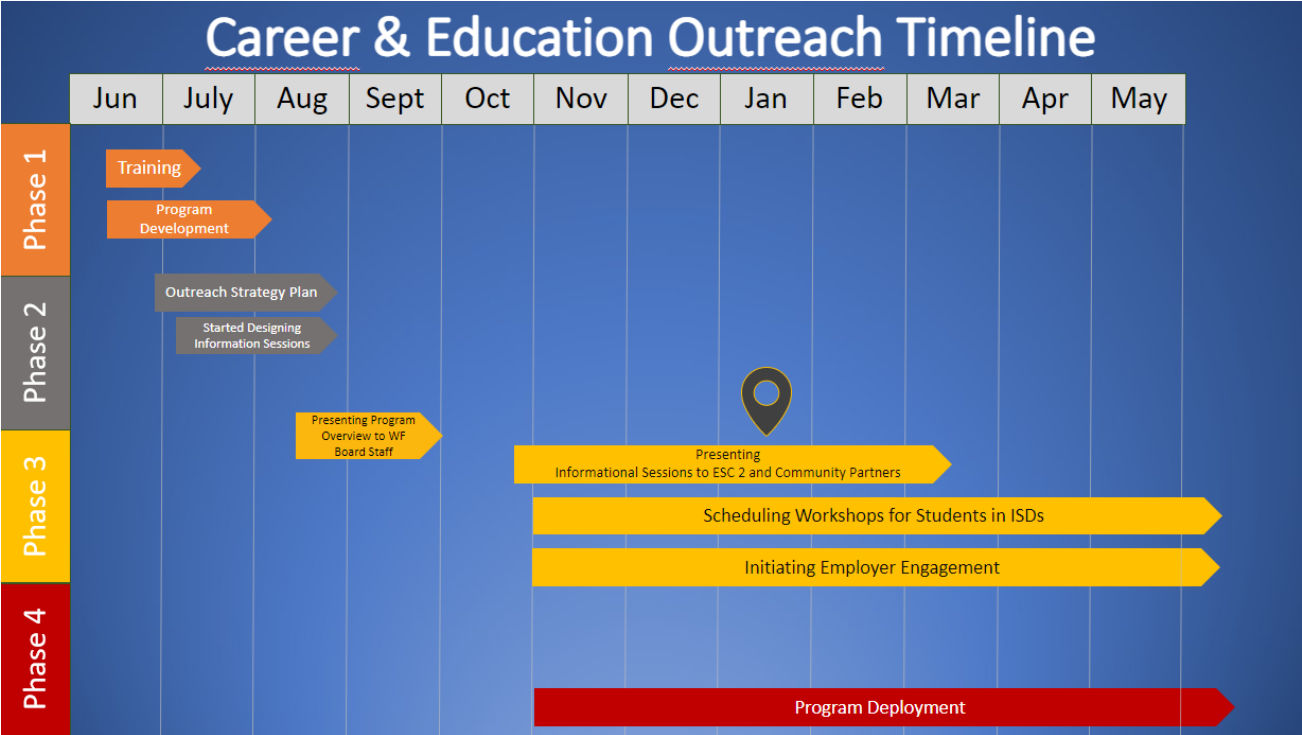 Career & Education Outreach Timeline
Jun July Aug Sept Oct Nov Dec Jan Feb Mar Apr May
Phase 1
Training
Program
Development
Phase 2
Outreach Strategy Plan
Started Designing
Information Sessions
Phase 3
Presenting Program
Overview to WF
Board Staff
Presenting
Informational Sessions to ESC 2 and Community Partners
Scheduling Workshops for Students in ISDs
Initiating Employer Engagement
Phase 4
Program Deployment